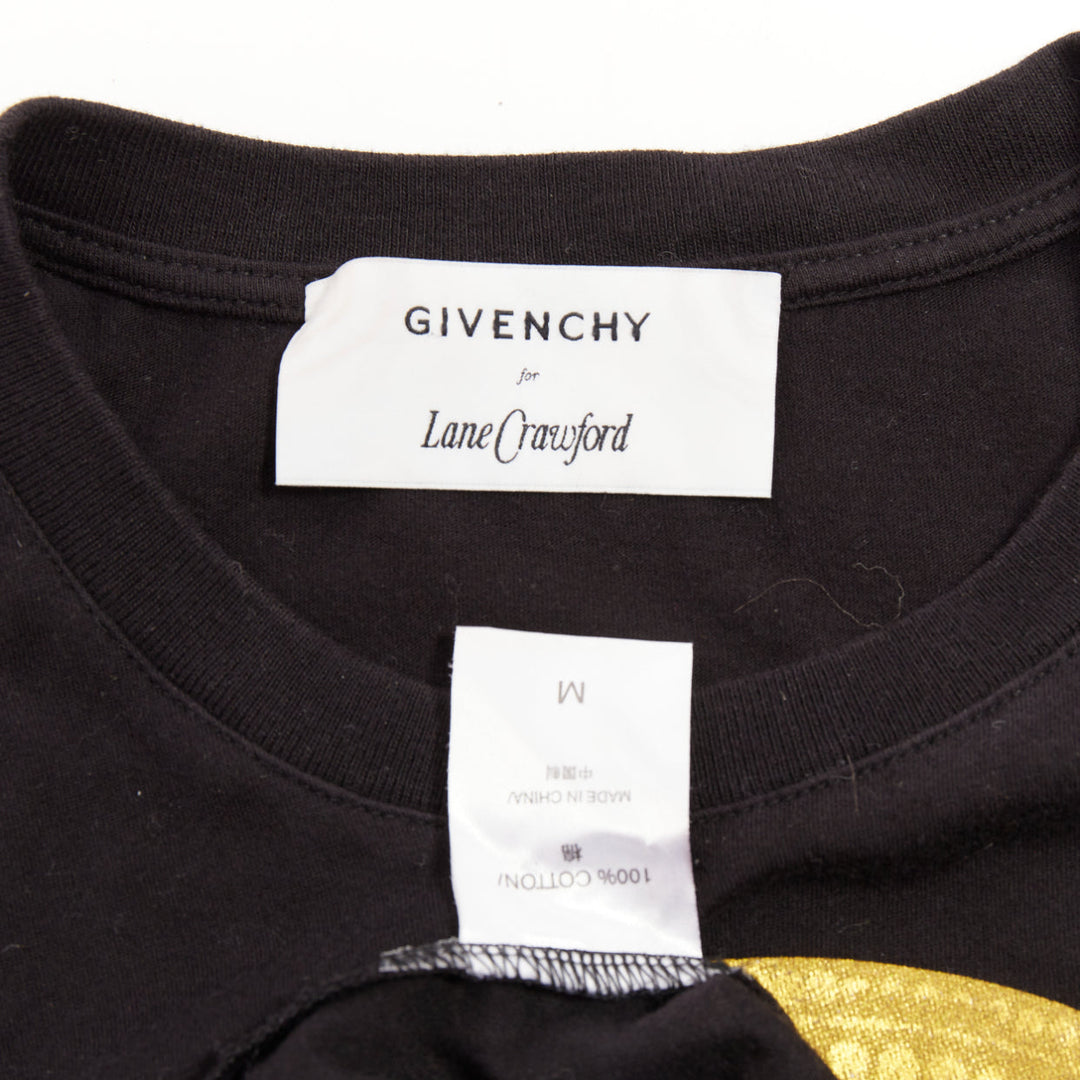 GIVENCHY
for
Lane Crawford
100% COTTON/
棉
MADE IN CHINA/
中国制
M